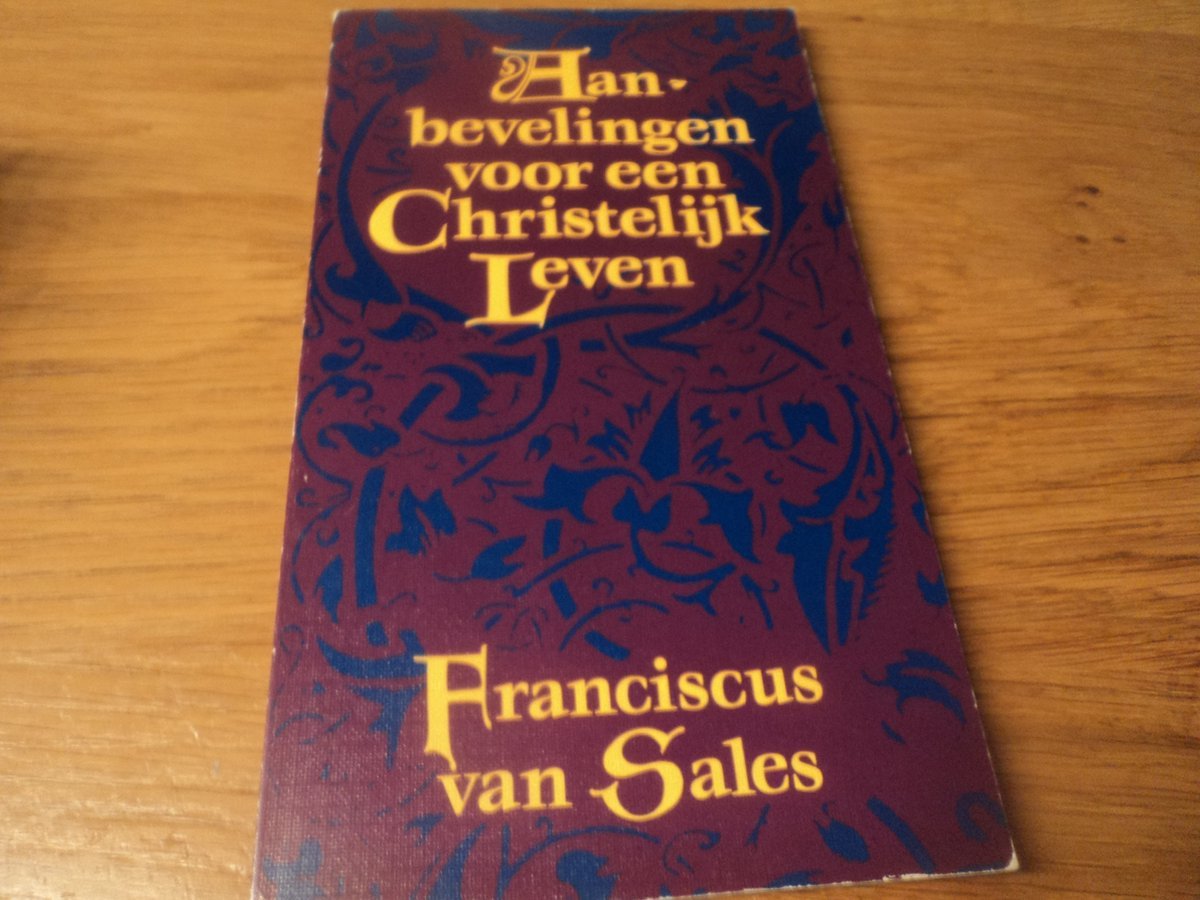 Aan-
bevelingen
voor een
Christelijk
Leven
Franciscus
van Sales